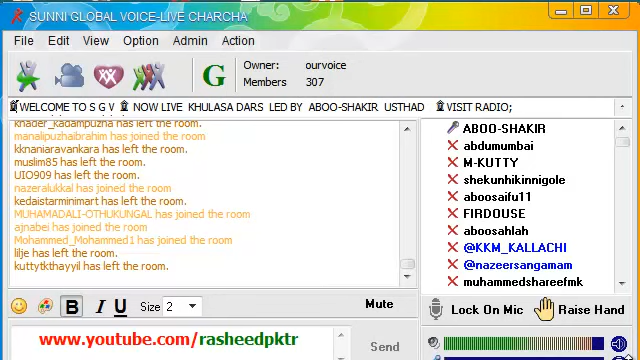 SUNNI GLOBAL VOICE-LIVE CHARCHA
File Edit View Option Admin Action
G
Owner: ourvoice
Members 307
WELCOME TO S G V NOW LIVE KHULASA DARS LED BY ABOO-SHAKIR USTHAD VISIT RADIO;
khader_kadampuzha has left the room.
manalipuzhaibrahim has joined the room
kknaniaravankara has left the room.
muslim85 has left the room.
UIO909 has left the room.
nazeralukkal has joined the room
kedaistarminimart has left the room.
MUHAMADALI-OTHUKUNGAL has joined the room
ajnabei has joined the room
Mohammed_Mohammed1 has joined the room
lilje has left the room.
kuttytkthayyil has left the room.
ABOO-SHAKIR
abdumumbai
M-KUTTY
shekunhikinnigole
aboosaifu11
FIRDOUSE
aboosahlah
@KKM_KALLACHI
@nazeersangamam
muhammedshareefmk
B I U Size 2 Mute
Lock On Mic Raise Hand
www.youtube.com/rasheedpktr
Send